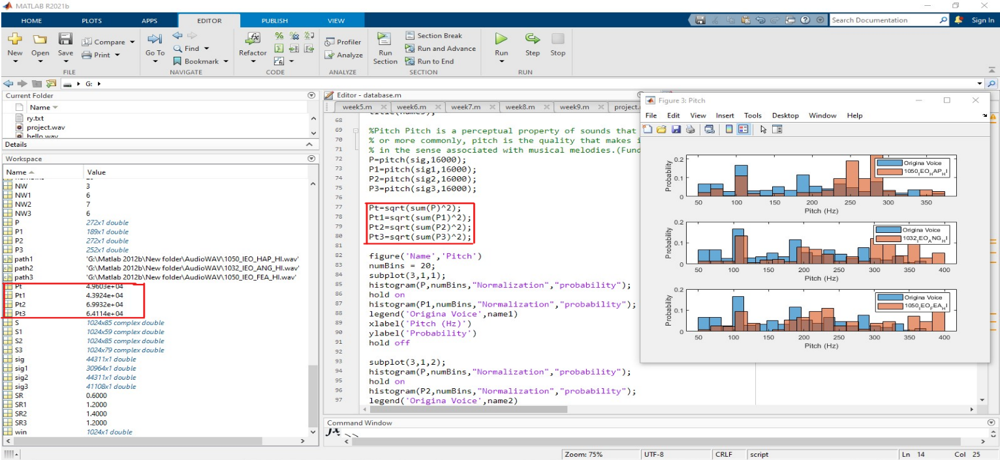 MATLAB R2021b
HOME PLOTS APPS EDITOR PUBLISH VIEW Search Documentation Sign In
New Open Save Compare Print Go To Find Bookmark Refactor Profiler Analyze Run Section Section Break Run and Advance Run to End Run Step Stop
FILE NAVIGATE CODE ANALYZE SECTION RUN
G:
Current Folder
Name
ry.txt
project.wav
hello.wav
Details
Workspace
Name Value
NW 3
NW1 6
NW2 7
NW3 6
P 272x1 double
P1 189x1 double
P2 272x1 double
P3 252x1 double
path1 'G:\Matlab 2012b\New folder\AudioWAV\1050_IEO_HAP_HI.wav'
path2 'G:\Matlab 2012b\New folder\AudioWAV\1032_IEO_ANG_HI.wav'
path3 'G:\Matlab 2012b\New folder\AudioWAV\1050_IEO_FEA_HI.wav'
Pt 4.9603e+04
Pt1 4.3924e+04
Pt2 6.9932e+04
Pt3 6.4114e+04
S 1024x85 complex double
S1 1024x59 complex double
S2 1024x85 complex double
S3 1024x79 complex double
sig 44311x1 double
sig1 30964x1 double
sig2 44311x1 double
sig3 41108x1 double
SR 0.6000
SR1 1.2000
SR2 1.4000
SR3 1.2000
win 1024x1 double
Editor - database.m
week5.m week6.m week7.m week8.m week9.m project.
68
69 %Pitch Pitch is a perceptual property of sounds that
70 % or more commonly, pitch is the quality that makes i
71 % in the sense associated with musical melodies.(Fund
72 P=pitch(sig,16000);
73 P1=pitch(sig1,16000);
74 P2=pitch(sig2,16000);
75 P3=pitch(sig3,16000);
76
77 Pt=sqrt(sum(P)^2);
78 Pt1=sqrt(sum(P1)^2);
79 Pt2=sqrt(sum(P2)^2);
80 Pt3=sqrt(sum(P3)^2);
81
82 figure('Name','Pitch')
83 numBins = 20;
84 subplot(3,1,1);
85 histogram(P,numBins,"Normalization","probability");
86 hold on
87 histogram(P1,numBins,"Normalization","probability");
88 legend('Origina Voice',name1)
89 xlabel('Pitch (Hz)')
90 ylabel('Probability')
91 hold off
92
93 subplot(3,1,2);
94 histogram(P,numBins,"Normalization","probability");
95 hold on
96 histogram(P2,numBins,"Normalization","probability");
97 legend('Origina Voice',name2)
Command Window
fx >>
Figure 3: Pitch
File Edit View Insert Tools Desktop Window Help
0.2
0.1
0
Probability
Origina Voice
1050_IEO_HAP_HI
50 100 150 200 250 300 350
Pitch (Hz)
0.2
0.1
0
Probability
Origina Voice
1032_IEO_ANG_HI
50 100 150 200 250 300 350 400
Pitch (Hz)
0.2
0.1
0
Probability
Origina Voice
1050_IEO_FEA_HI
50 100 150 200 250 300 350 400
Pitch (Hz)
Zoom: 75% UTF-8 CRLF script Ln 14 Col 25